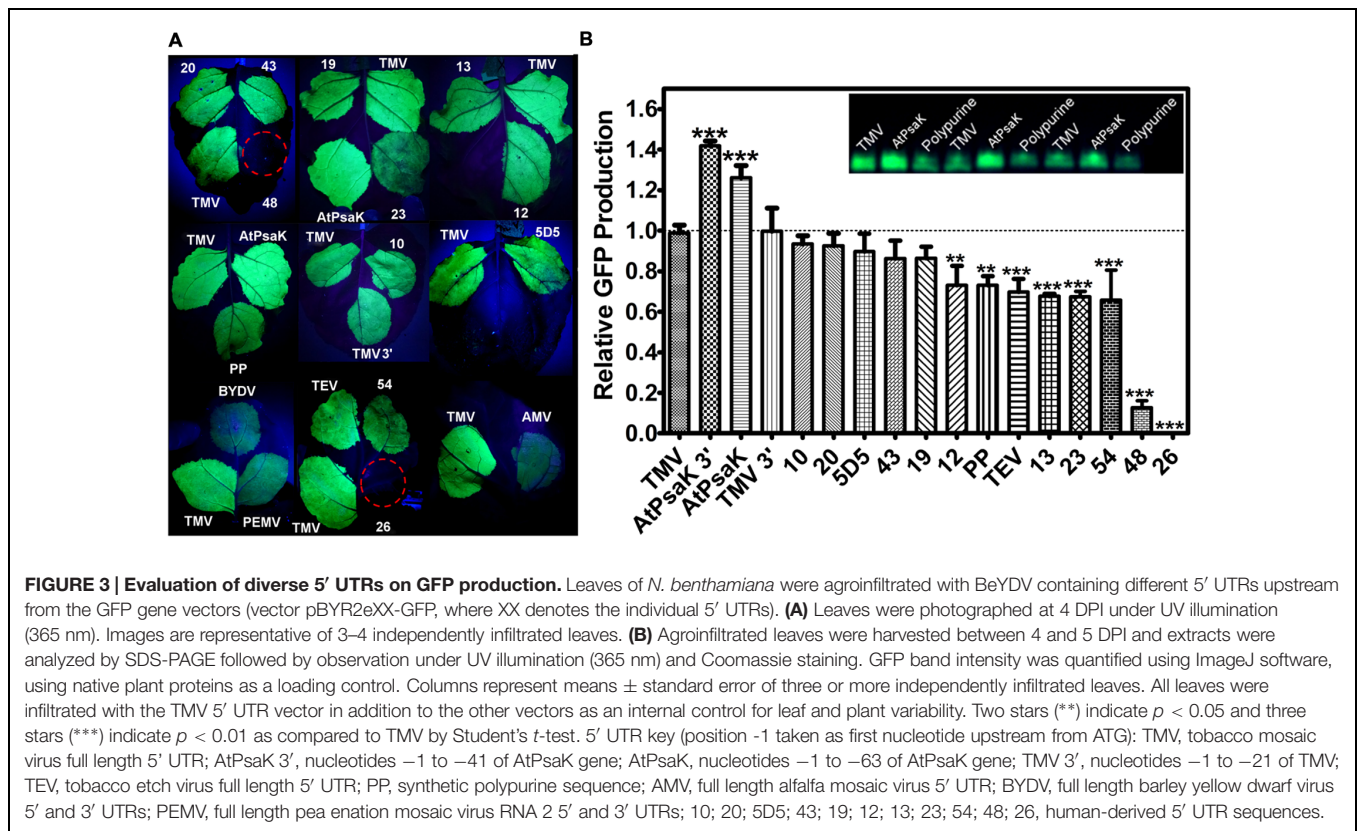 A
B
20
43
19
TMV
13
TMV
TMV
48
AtPsaK
23
12
TMV
AtPsaK
TMV
10
TMV
5D5
PP
TMV 3'
BYDV
TEV
54
TMV
AMV
TMV
PEMV
TMV
26
Relative GFP Production
1.6
1.4
1.2
1.0
0.8
0.6
0.4
0.2
0.0
TMV
AtPsaK
Polypurine
TMV
AtPsaK
Polypurine
TMV
AtPsaK
Polypurine
***
***
**
**
***
***
***
***
***
***
TMV
AtPsaK 3'
AtPsaK
TMV 3'
10
20
5D5
43
19
12
PP
TEV
13
23
54
48
26
FIGURE 3 | Evaluation of diverse 5′ UTRs on GFP production. Leaves of N. benthamiana were agroinfiltrated with BeYDV containing different 5′ UTRs upstream
from the GFP gene vectors (vector pBYR2eXX-GFP, where XX denotes the individual 5′ UTRs). (A) Leaves were photographed at 4 DPI under UV illumination
(365 nm). Images are representative of 3–4 independently infiltrated leaves. (B) Agroinfiltrated leaves were harvested between 4 and 5 DPI and extracts were
analyzed by SDS-PAGE followed by observation under UV illumination (365 nm) and Coomassie staining. GFP band intensity was quantified using ImageJ software,
using native plant proteins as a loading control. Columns represent means ± standard error of three or more independently infiltrated leaves. All leaves were
infiltrated with the TMV 5′ UTR vector in addition to the other vectors as an internal control for leaf and plant variability. Two stars (**) indicate p < 0.05 and three
stars (***) indicate p < 0.01 as compared to TMV by Student's t-test. 5′ UTR key (position -1 taken as first nucleotide upstream from ATG): TMV, tobacco mosaic
virus full length 5' UTR; AtPsaK 3′, nucleotides −1 to −41 of AtPsaK gene; AtPsaK, nucleotides −1 to −63 of AtPsaK gene; TMV 3′, nucleotides −1 to −21 of TMV;
TEV, tobacco etch virus full length 5′ UTR; PP, synthetic polypurine sequence; AMV, full length alfalfa mosaic virus 5′ UTR; BYDV, full length barley yellow dwarf virus
5′ and 3′ UTRs; PEMV, full length pea enation mosaic virus RNA 2 5′ and 3′ UTRs; 10; 20; 5D5; 43; 19; 12; 13; 23; 54; 48; 26, human-derived 5′ UTR sequences.